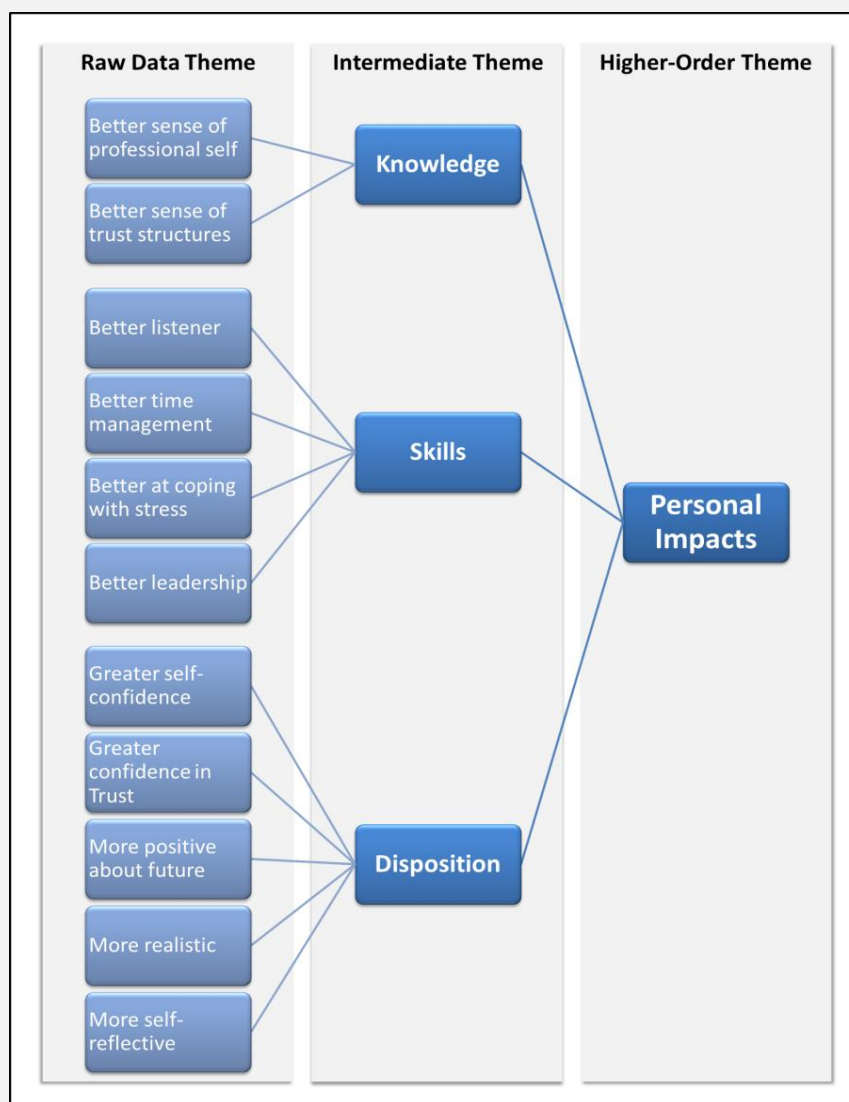 Raw Data Theme
Intermediate Theme
Higher-Order Theme
Better sense of
professional self
Better sense of
trust structures
Better listener
Better time
management
Better at coping
with stress
Better leadership
Greater self-
confidence
Greater
confidence in
Trust
More positive
about future
More realistic
More self-
reflective
Knowledge
Skills
Disposition
Personal
Impacts